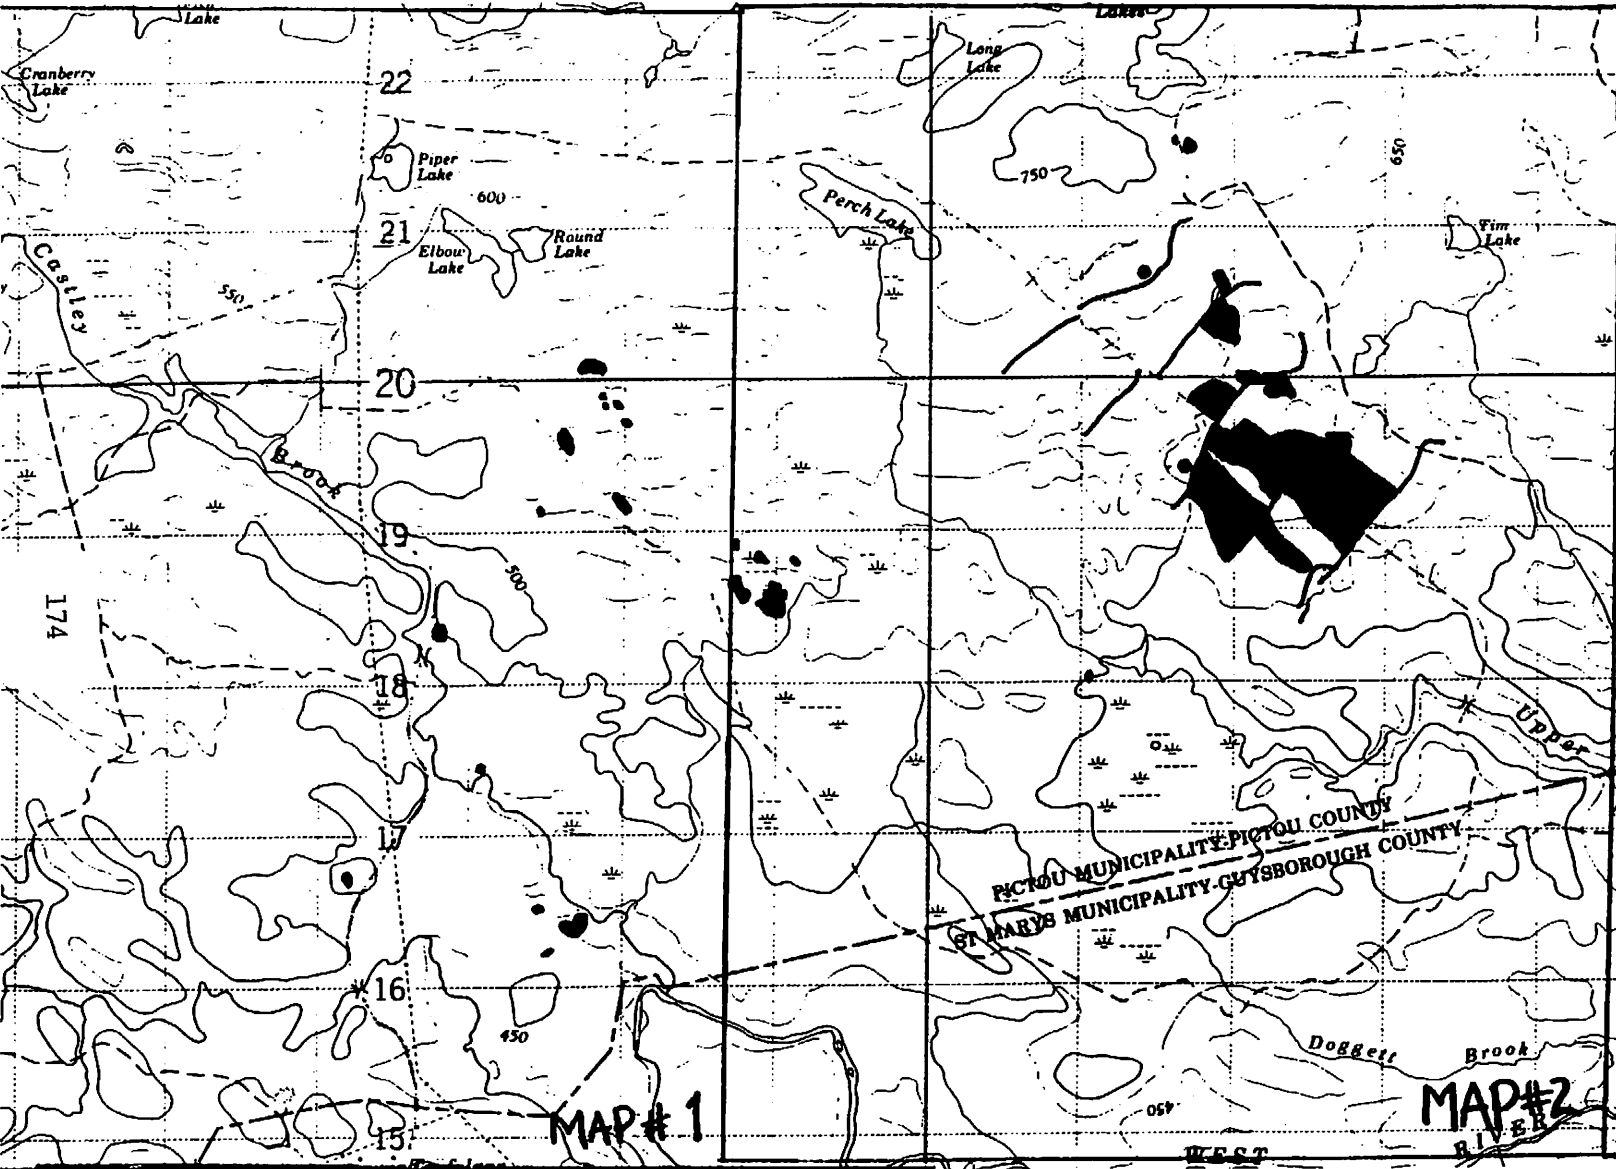 Lake
Lakes
Cranberry
Lake
22
Long
Lake
Piper
Lake
600
750
650
Perch Lake
21
Elbow
Lake
Round
Lake
Tim
Lake
Castley
550
20
Brook
19
500
174
18
Upper
17
PICTOU MUNICIPALITY-PICTOU COUNTY
ST MARYS MUNICIPALITY-GUYSBOROUGH COUNTY
16
450
Doggett Brook
450
MAP # 1
MAP#2
15
WEST
RIVER